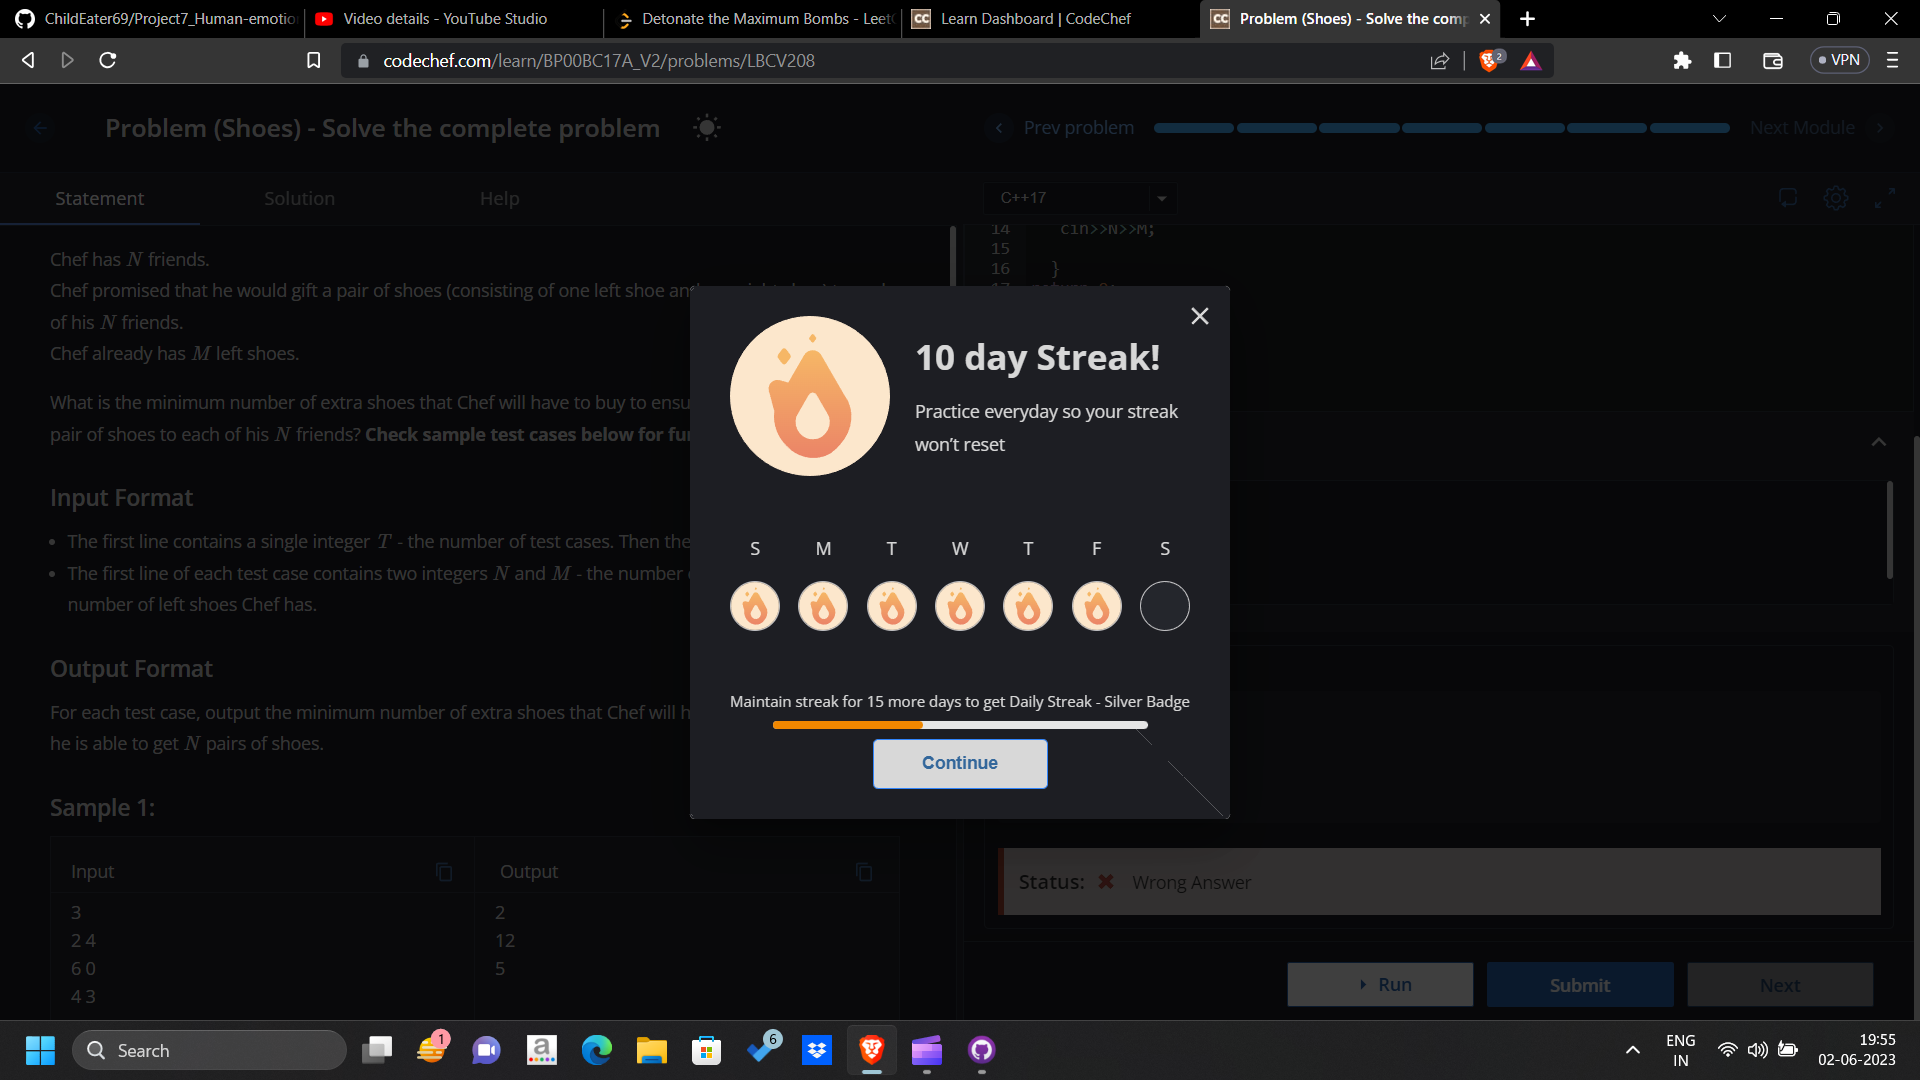 ChildEater69/Project7_Human-emotio
Video details - YouTube Studio
Detonate the Maximum Bombs - Leet
CC Learn Dashboard | CodeChef
CC Problem (Shoes) - Solve the comp
codechef.com/learn/BP00BC17A_V2/problems/LBCV208
2
VPN
Problem (Shoes) - Solve the complete problem
Prev problem
Next Module
Statement
Solution
Help
C++17
Chef has N friends.
Chef promised that he would gift a pair of shoes (consisting of one left shoe
of his N friends.
Chef already has M left shoes.
What is the minimum number of extra shoes that Chef will have to buy to ensu
pair of shoes to each of his N friends? Check sample test cases below for fur
Input Format
• The first line contains a single integer T - the number of test cases. Then the
• The first line of each test case contains two integers N and M - the number
number of left shoes Chef has.
Output Format
For each test case, output the minimum number of extra shoes that Chef will h
he is able to get N pairs of shoes.
Sample 1:
Input
Output
3
2 4
6 0
4 3
2
12
5
14 cin>>N>>M;
15
16 }
10 day Streak!
Practice everyday so your streak
won't reset
S M T W T F S
Maintain streak for 15 more days to get Daily Streak - Silver Badge
Continue
Status: Wrong Answer
Run
Submit
Next
Search
1
a
6
ENG
IN
19:55
02-06-2023